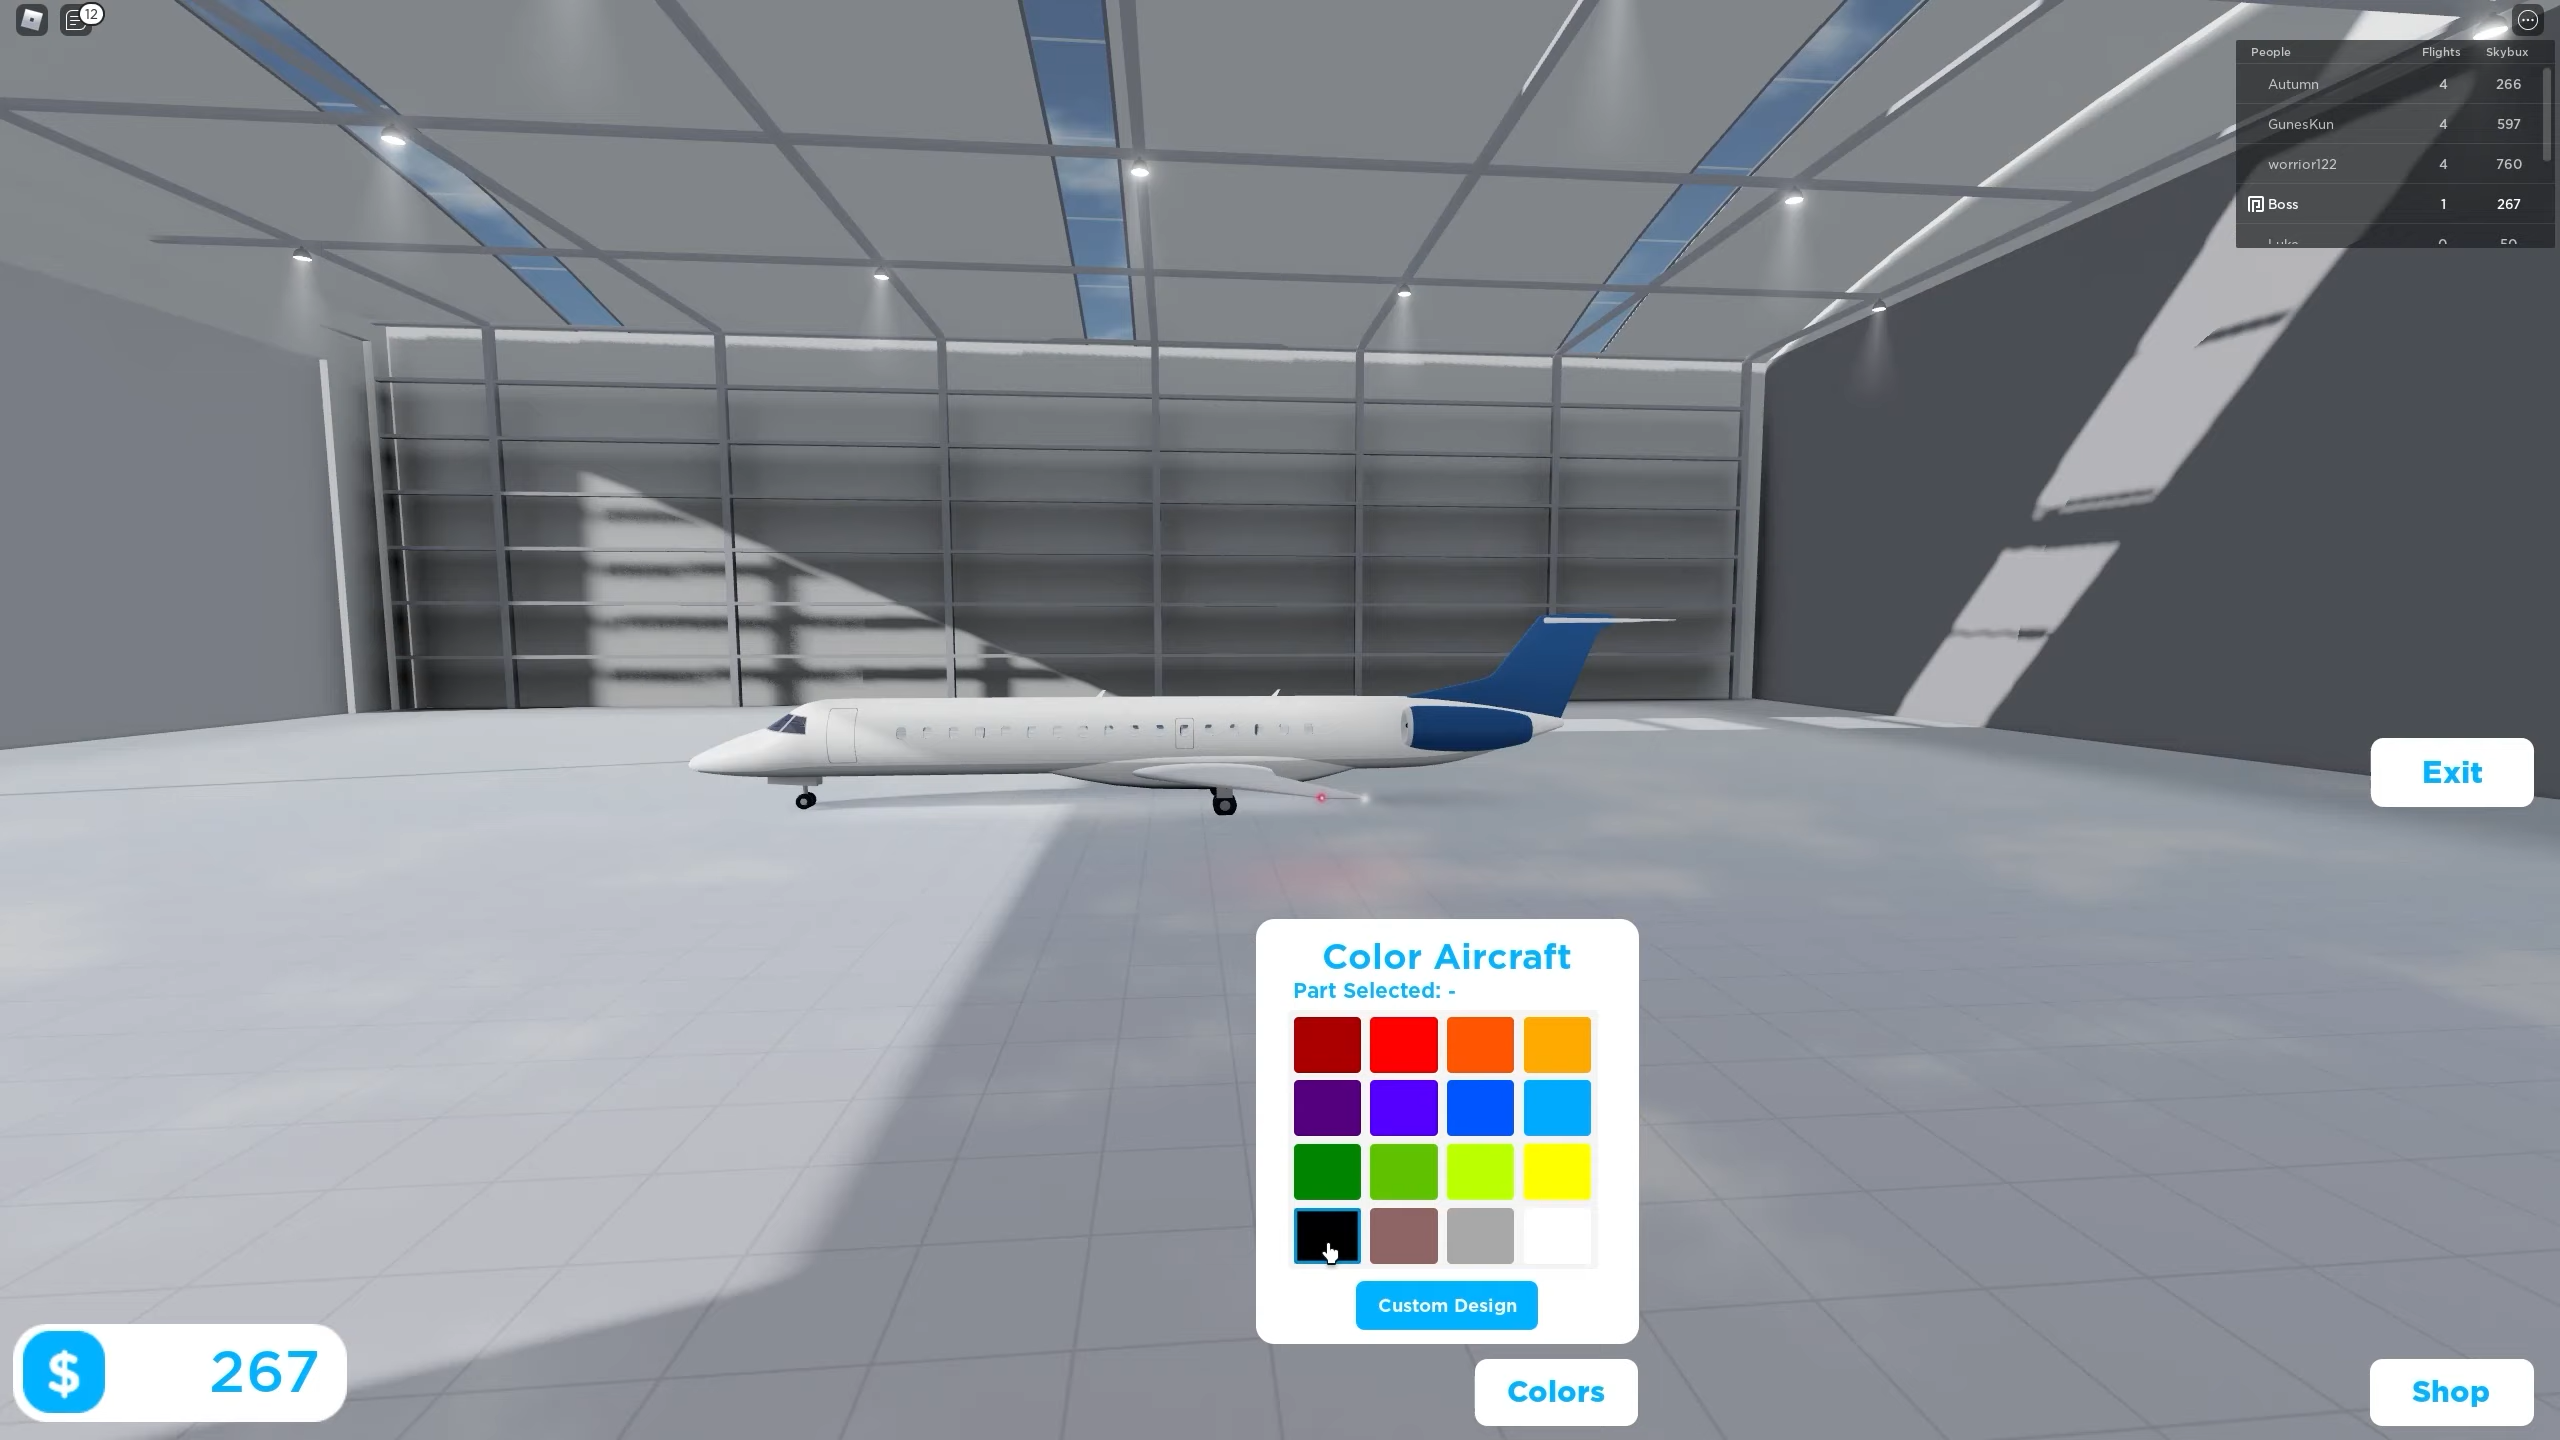 12
People Flights Skybux
Autumn 4 266
GunesKun 4 597
worrior122 4 760
Boss 1 267
Exit
Color Aircraft
Part Selected: -
Custom Design
$ 267
Colors
Shop